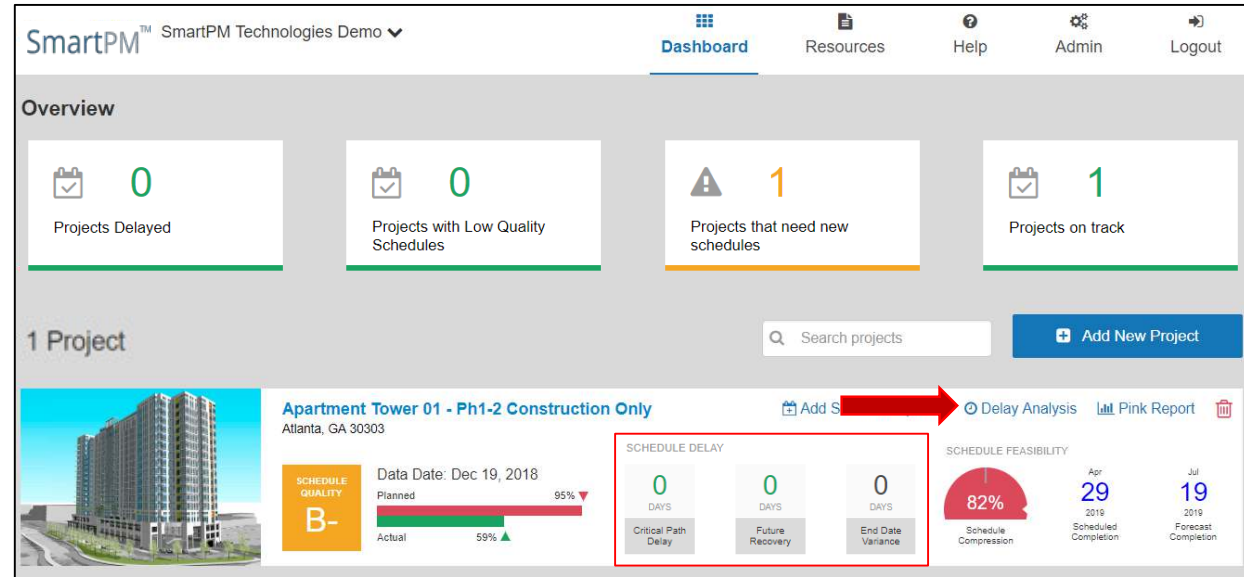 SmartPM™ SmartPM Technologies Demo
Dashboard
Resources
Help
Admin
Logout
Overview
0
Projects Delayed
0
Projects with Low Quality
Schedules
1
Projects that need new
schedules
1
Projects on track
1 Project
Search projects
Add New Project
Apartment Tower 01 - Ph1-2 Construction Only
Atlanta, GA 30303
Add S
Delay Analysis
Pink Report
SCHEDULE
QUALITY
B-
Data Date: Dec 19, 2018
Planned 95%
Actual 59%
SCHEDULE DELAY
0
DAYS
Critical Path
Delay
0
DAYS
Future
Recovery
0
DAYS
End Date
Variance
SCHEDULE FEASIBILITY
82%
Schedule
Compression
Apr
29
2019
Scheduled
Completion
Jul
19
2019
Forecast
Completion